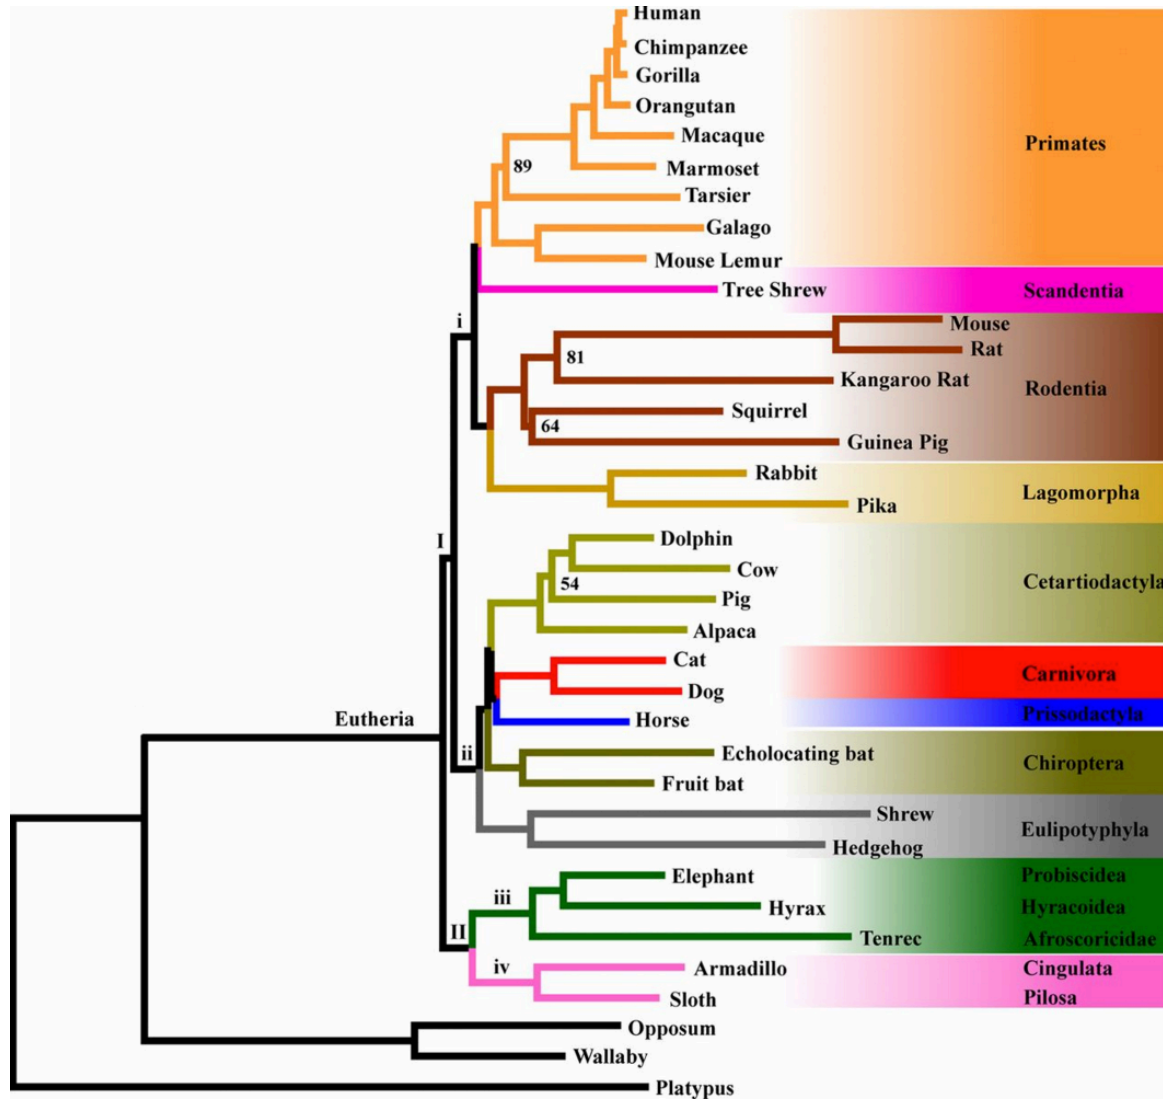 Human
Chimpanzee
Gorilla
Orangutan
Macaque
Primates
89
Marmoset
Tarsier
Galago
Mouse Lemur
Tree Shrew
Scandentia
i
Mouse
Rat
81
Kangaroo Rat
Rodentia
Squirrel
64
Guinea Pig
Rabbit
Lagomorpha
Pika
I
Dolphin
Cow
54
Cetartiodactyla
Pig
Alpaca
Cat
Carnivora
Dog
Eutheria
Horse
Prissodactyla
ii
Echolocating bat
Chiroptera
Fruit bat
Shrew
Eulipotyphyla
Hedgehog
Elephant
Probiscidea
iii
Hyrax
Hyracoidea
II
Tenrec
Afroscoricidae
iv
Armadillo
Cingulata
Sloth
Pilosa
Opposum
Wallaby
Platypus